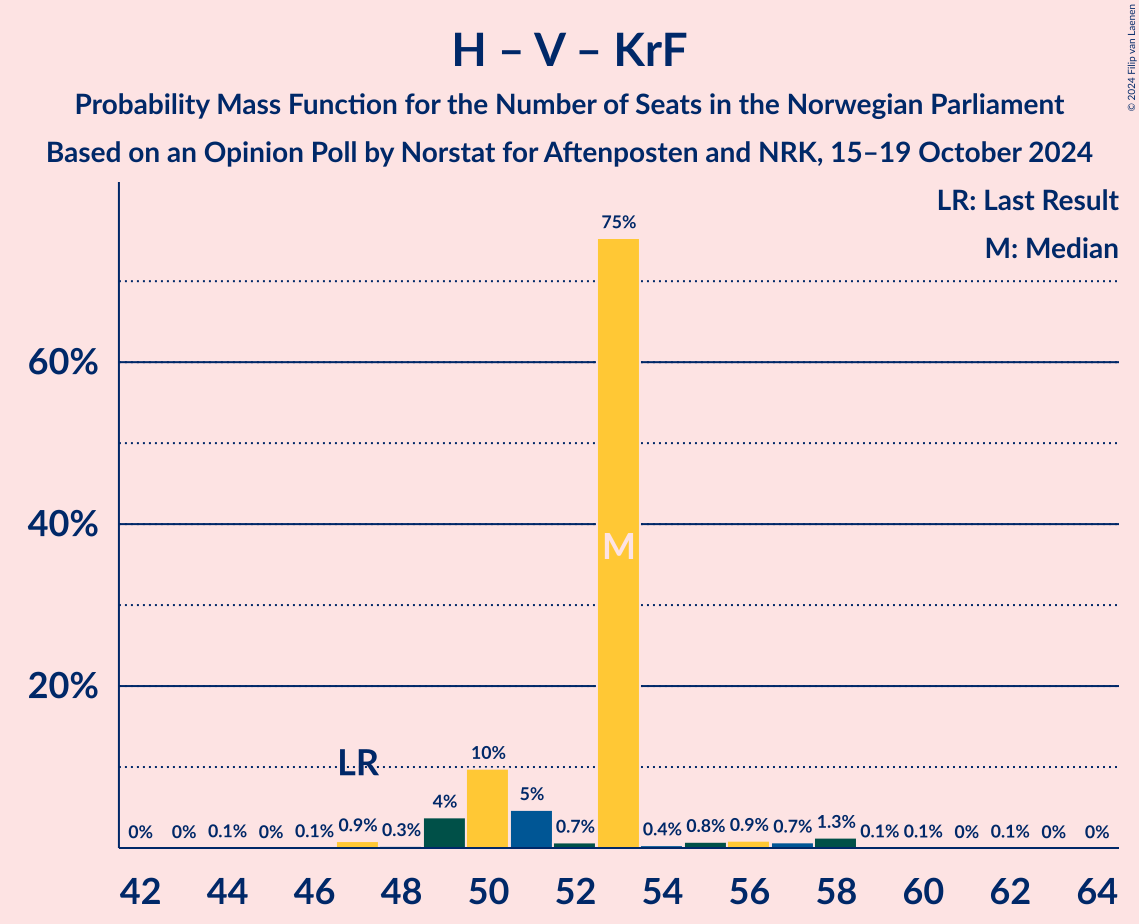 H – V – KrF
Probability Mass Function for the Number of Seats in the Norwegian Parliament
Based on an Opinion Poll by Norstat for Aftenposten and NRK, 15–19 October 2024
© 2024 Filip van Laenen
LR: Last Result
M: Median
75%
60%
M
40%
20%
LR
10%
5%
4%
0% 0% 0.1% 0% 0.1% 0.9% 0.3% 0.7% 0.4% 0.8% 0.9% 0.7% 1.3% 0.1% 0.1% 0% 0.1% 0% 0%
42 44 46 48 50 52 54 56 58 60 62 64